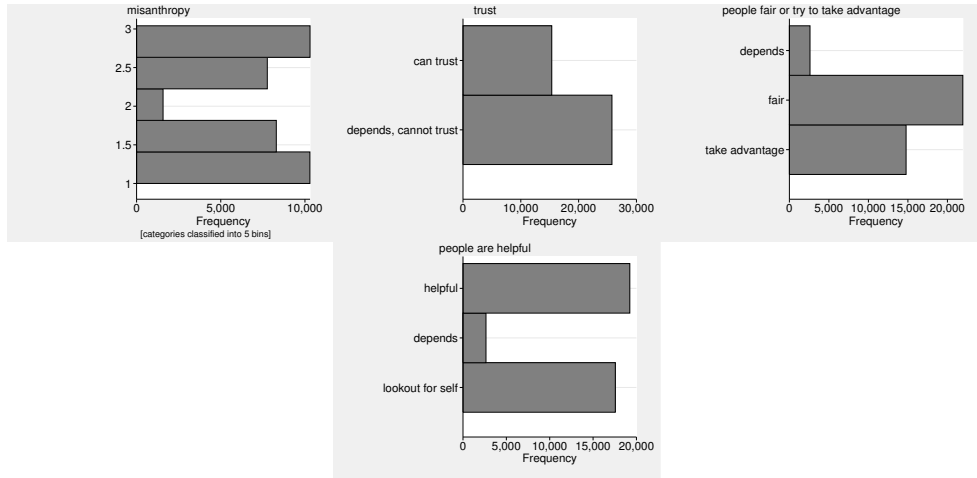 misanthropy
3
2.5
2
1.5
1
0 5,000 10,000
Frequency
[categories classified into 5 bins]
trust
can trust
depends, cannot trust
0 10,000 20,000 30,000
Frequency
people fair or try to take advantage
depends
fair
take advantage
0 5,000 10,000 15,000 20,000
Frequency
people are helpful
helpful
depends
lookout for self
0 5,000 10,000 15,000 20,000
Frequency